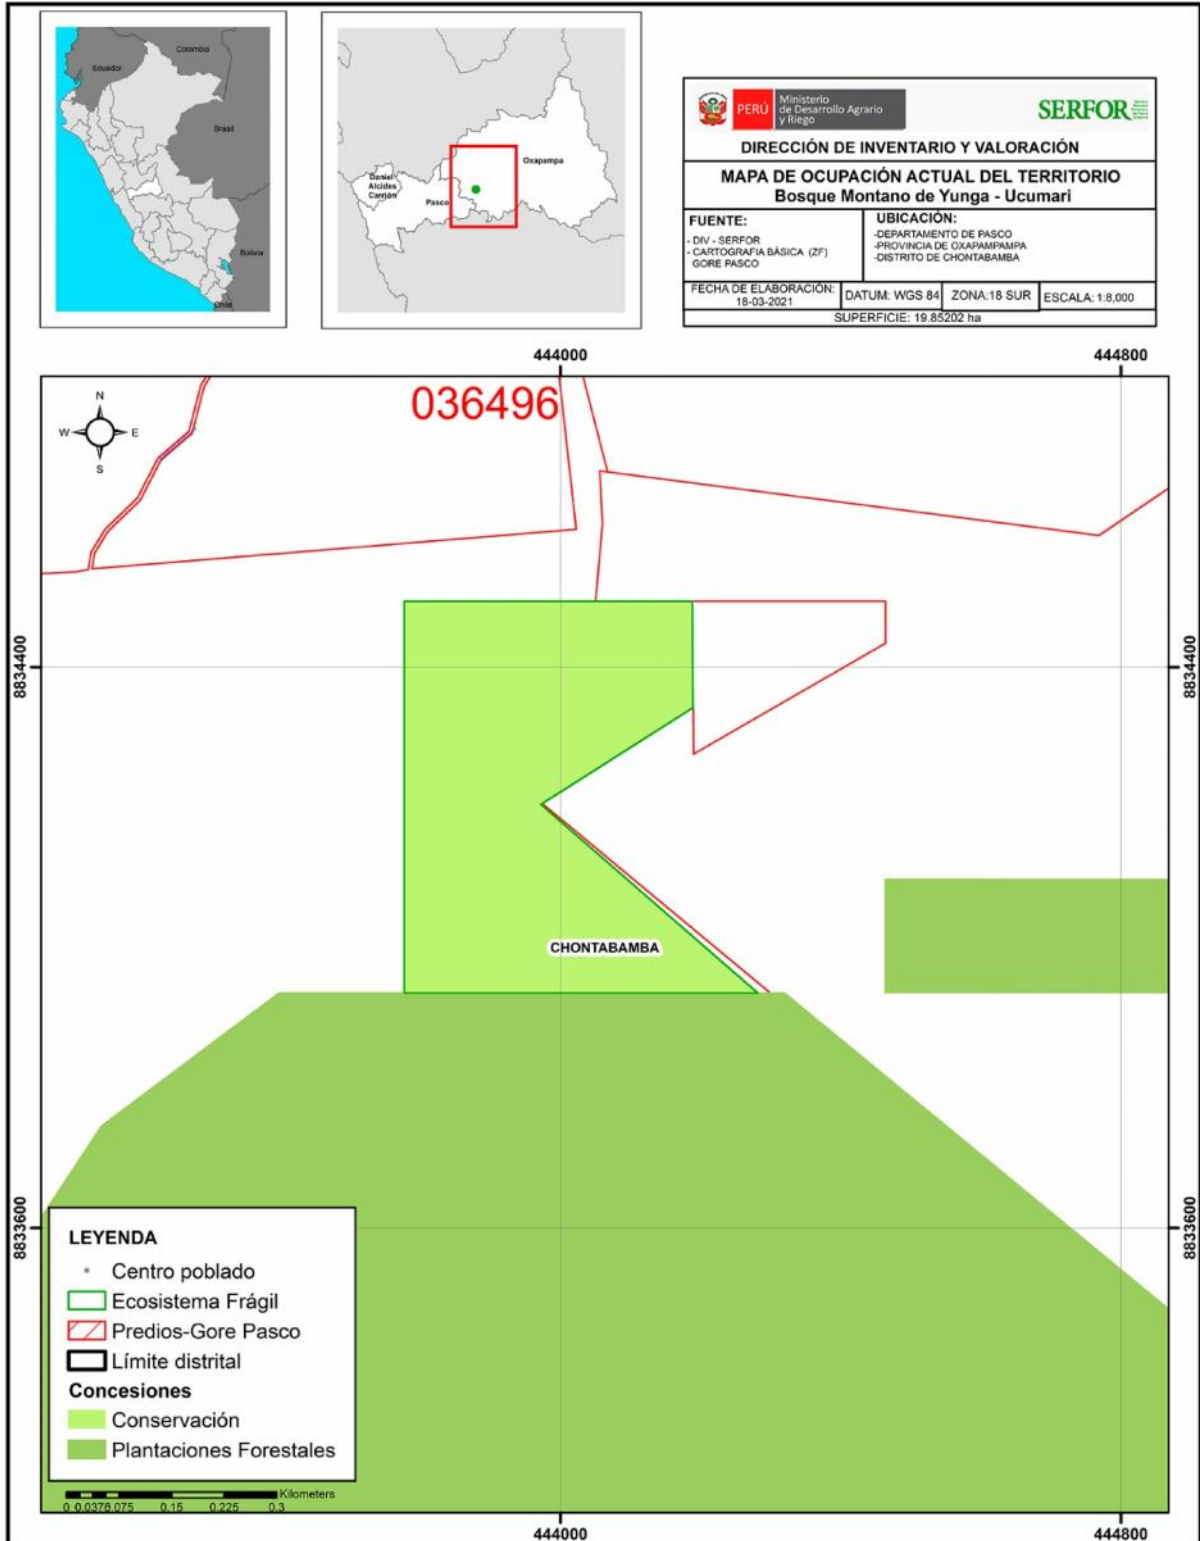 Colombia
Ecuador
Brasil
Bolivia
Chile
Oxapampa
Daniel
Alcides
Carrión
Pasco
PERÚ
Ministerio
de Desarrollo Agrario
y Riego
SERFOR
DIRECCIÓN DE INVENTARIO Y VALORACIÓN
MAPA DE OCUPACIÓN ACTUAL DEL TERRITORIO
Bosque Montano de Yunga - Ucumari
FUENTE:
- DIV - SERFOR
- CARTOGRAFIA BÁSICA (ZF)
GORE PASCO
UBICACIÓN:
-DEPARTAMENTO DE PASCO
-PROVINCIA DE OXAPAMPAMPA
-DISTRITO DE CHONTABAMBA
FECHA DE ELABORACIÓN:
18-03-2021
DATUM: WGS 84
ZONA:18 SUR
ESCALA: 1:8,000
SUPERFICIE: 19.85202 ha
444000
444800
036496
N
W
E
S
8834400
8834400
CHONTABAMBA
8833600
8833600
LEYENDA
Centro poblado
Ecosistema Frágil
Predios-Gore Pasco
Límite distrital
Concesiones
Conservación
Plantaciones Forestales
Kilometers
0 0.0375 0.075 0.15 0.225 0.3
444000
444800